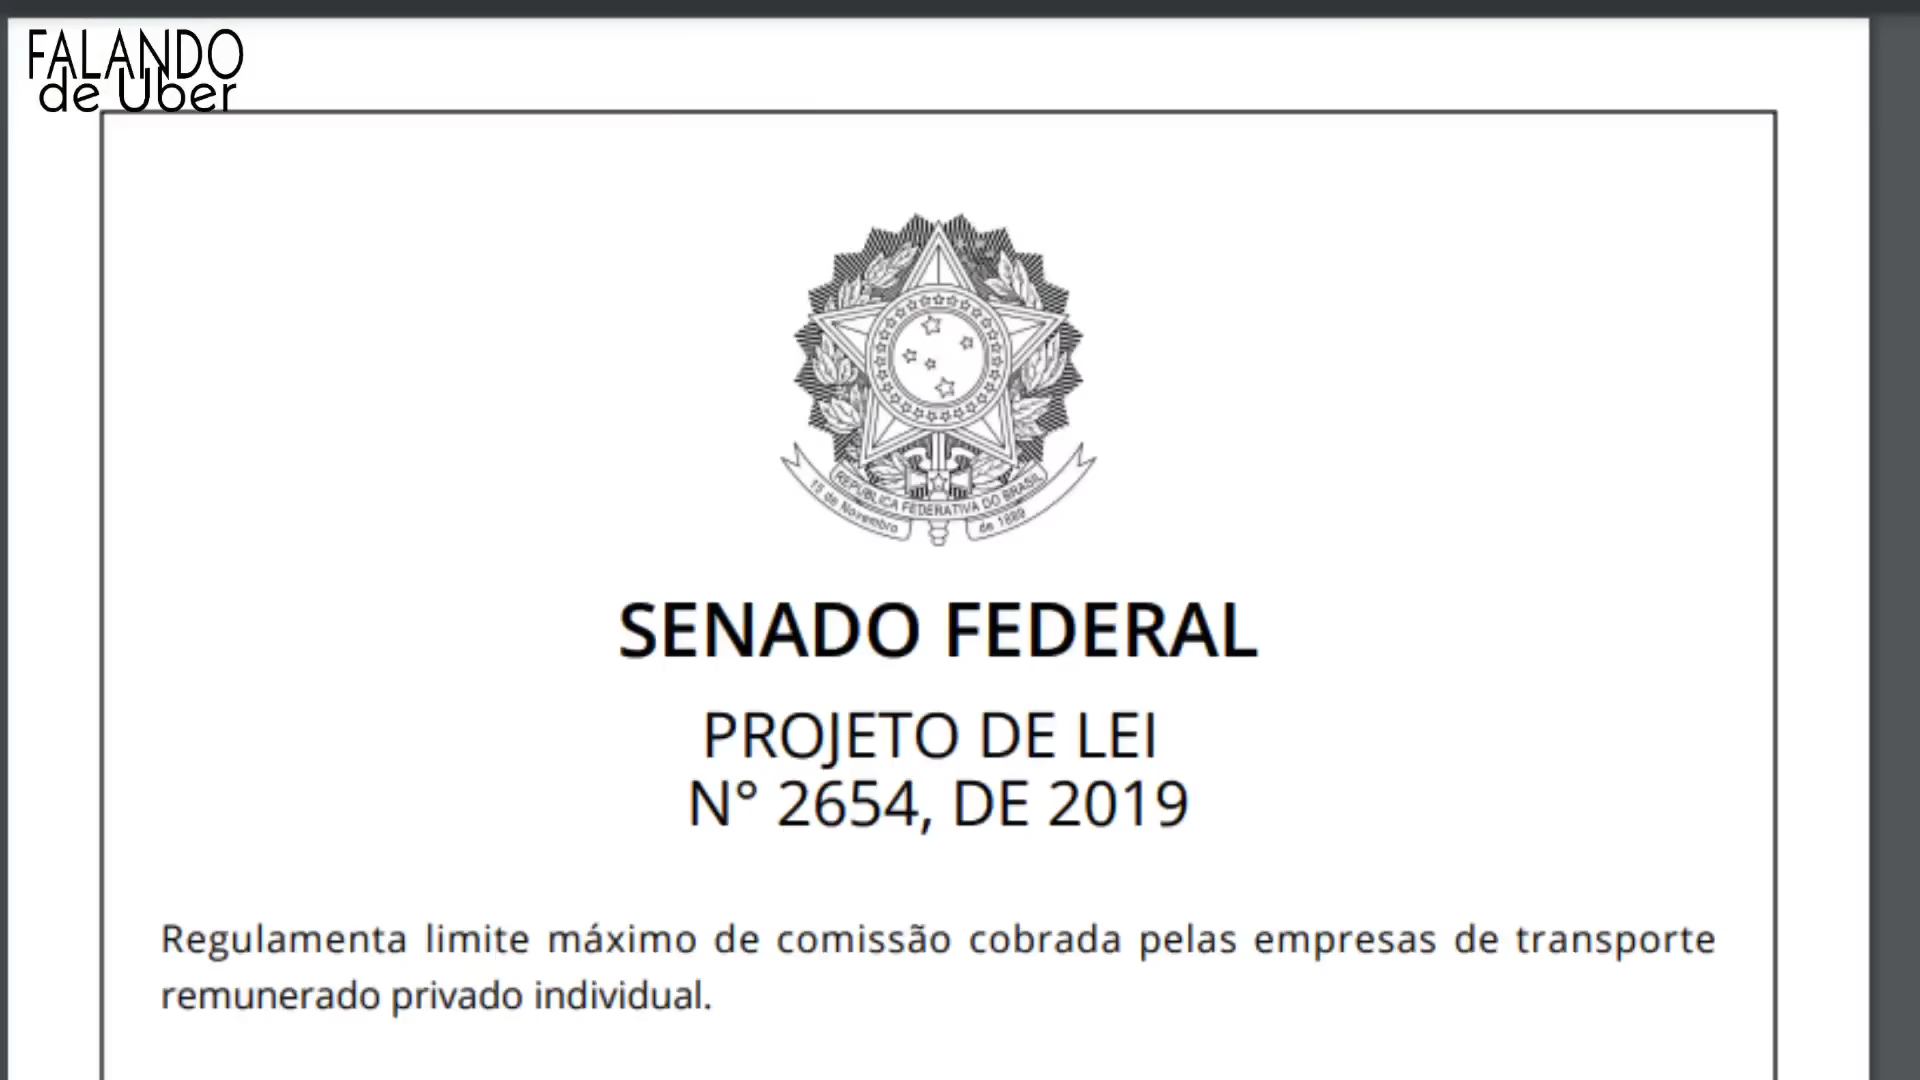 FALANDO
de Uber
REPUBLICA FEDERATIVA DO BRASIL
15 de Novembro de 1889
SENADO FEDERAL
PROJETO DE LEI
N° 2654, DE 2019
Regulamenta limite máximo de comissão cobrada pelas empresas de transporte
remunerado privado individual.